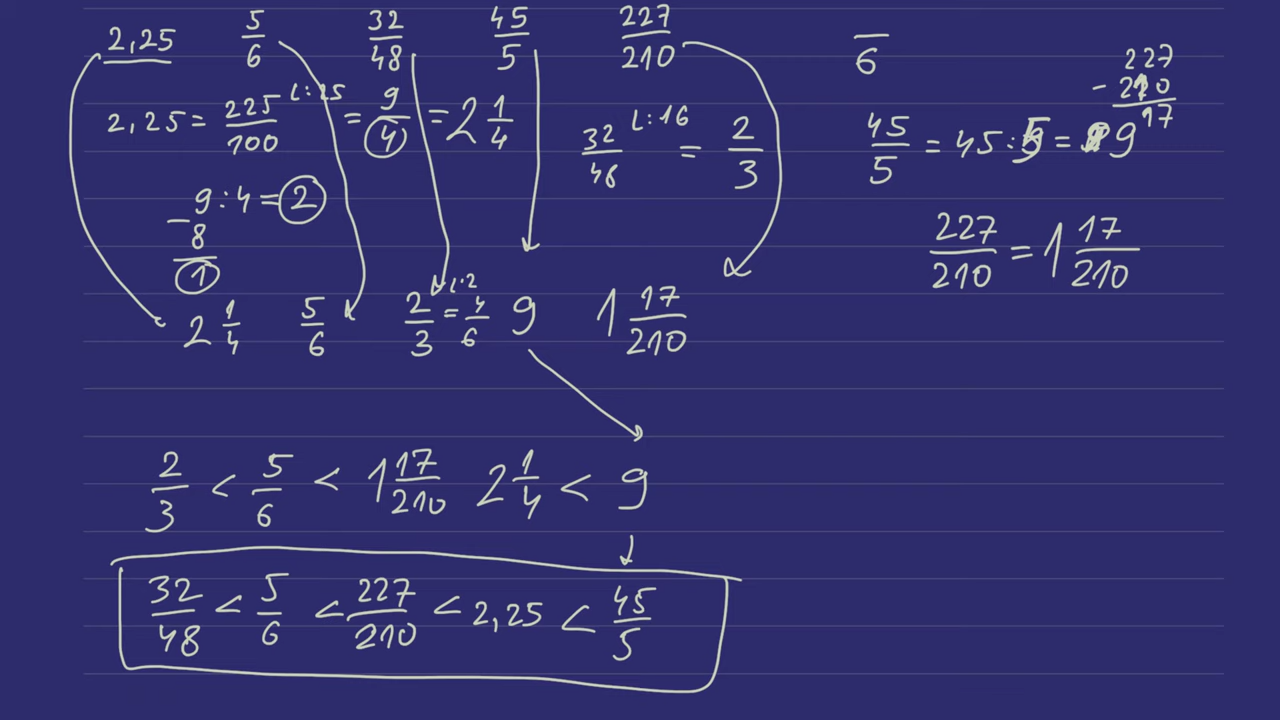 2,25 5/6 32/48 45/5 227/210 /6
2,25 = 225/100 = 9/4 = 2 1/4
32/48 L:16 = 2/3
45/5 = 45:5 = 9
227
- 210
17
9:4 = 2
- 8
1
227/210 = 1 17/210
2 1/4 5/6 2/3 = 4/6 9 1 17/210
2/3 < 5/6 < 1 17/210 2 1/4 < 9
32/48 < 5/6 < 227/210 < 2,25 < 45/5